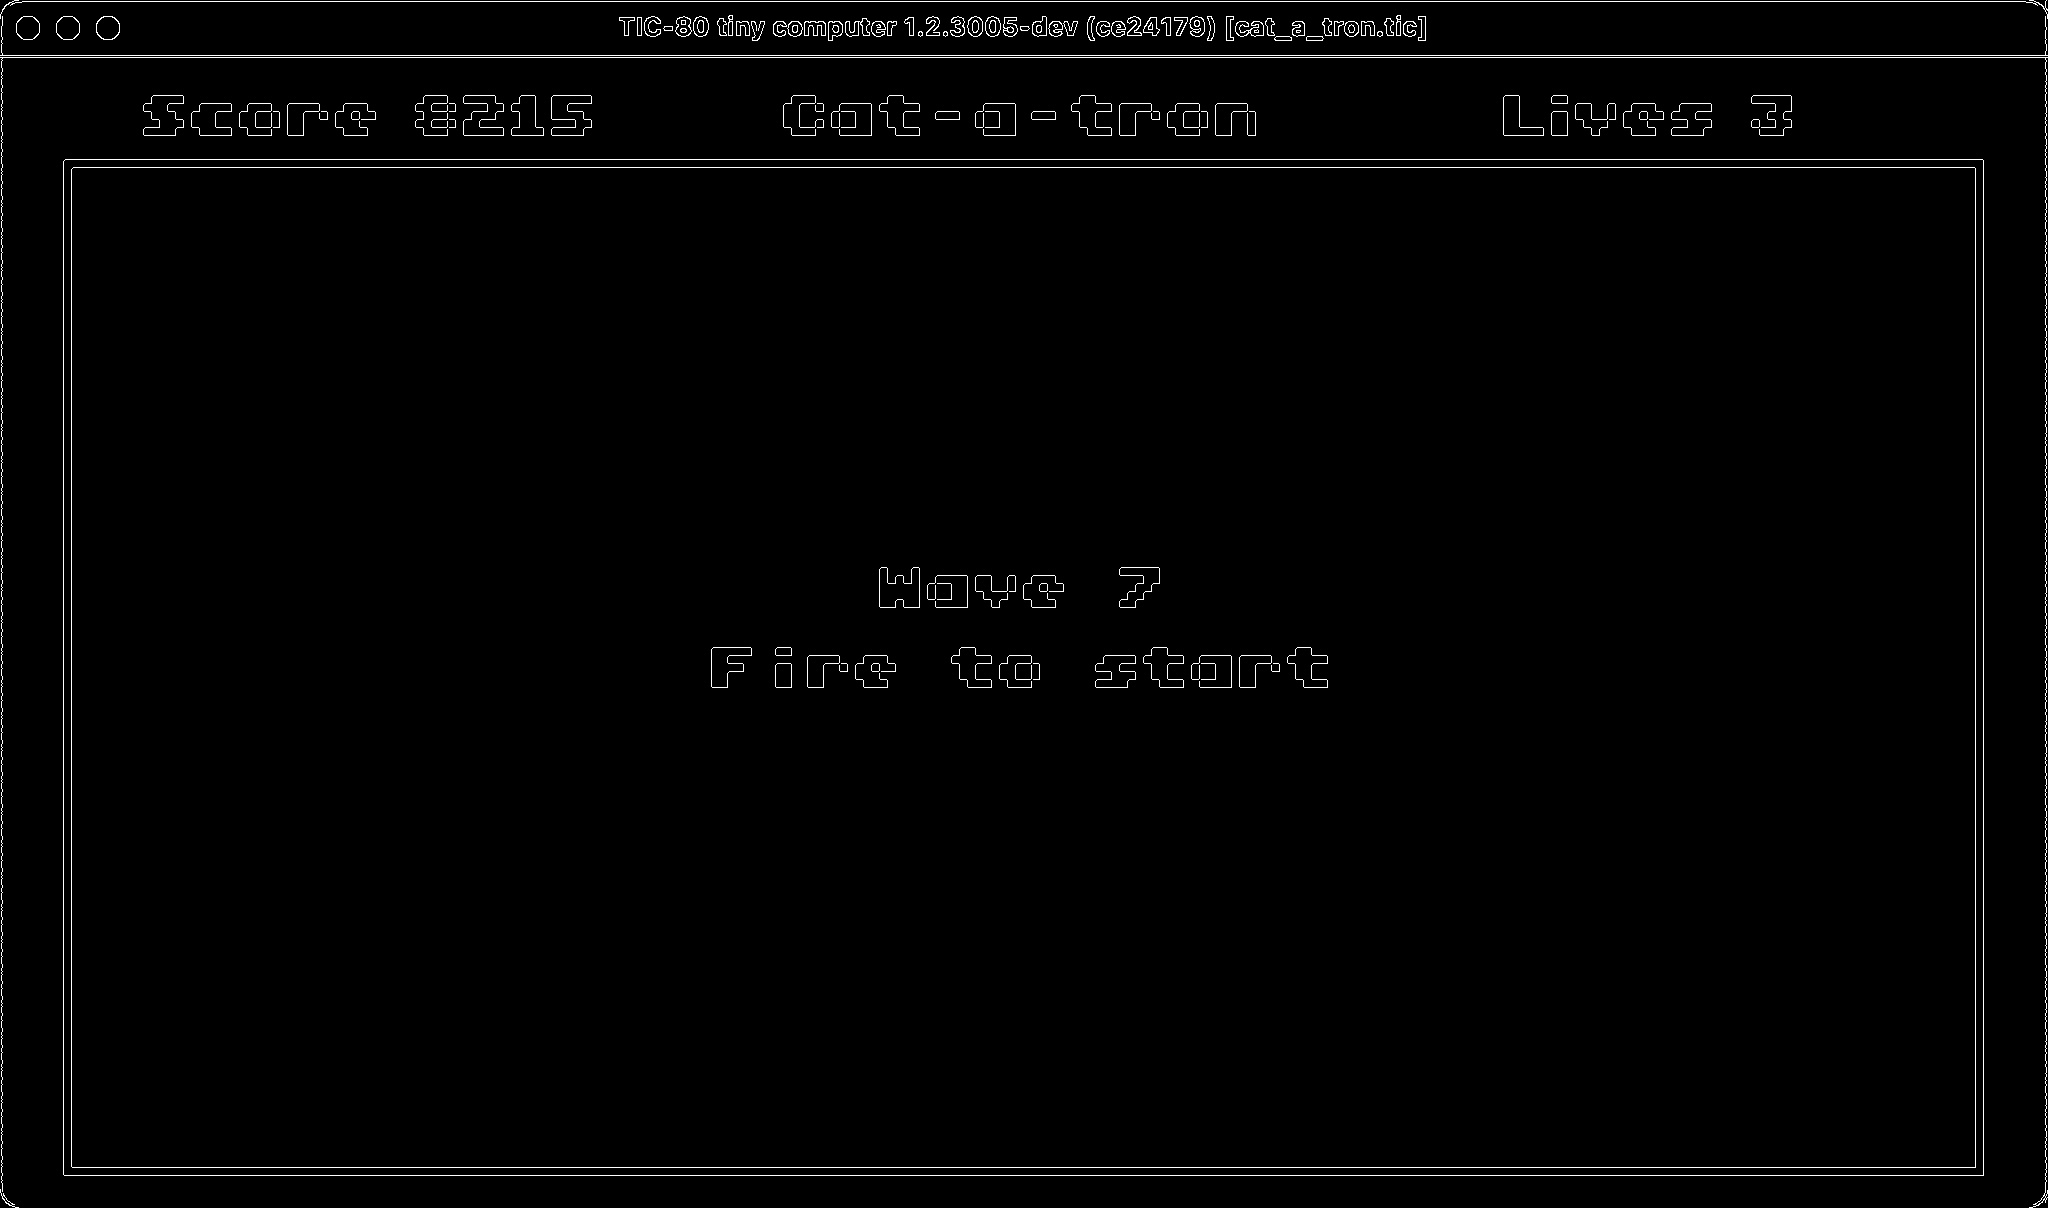 TIC-80 tiny computer 1.2.3005-dev (ce24179) [cat_a_tron.tic]
Score 8215 Cat-a-tron Lives 3
Wave 7
Fire to start